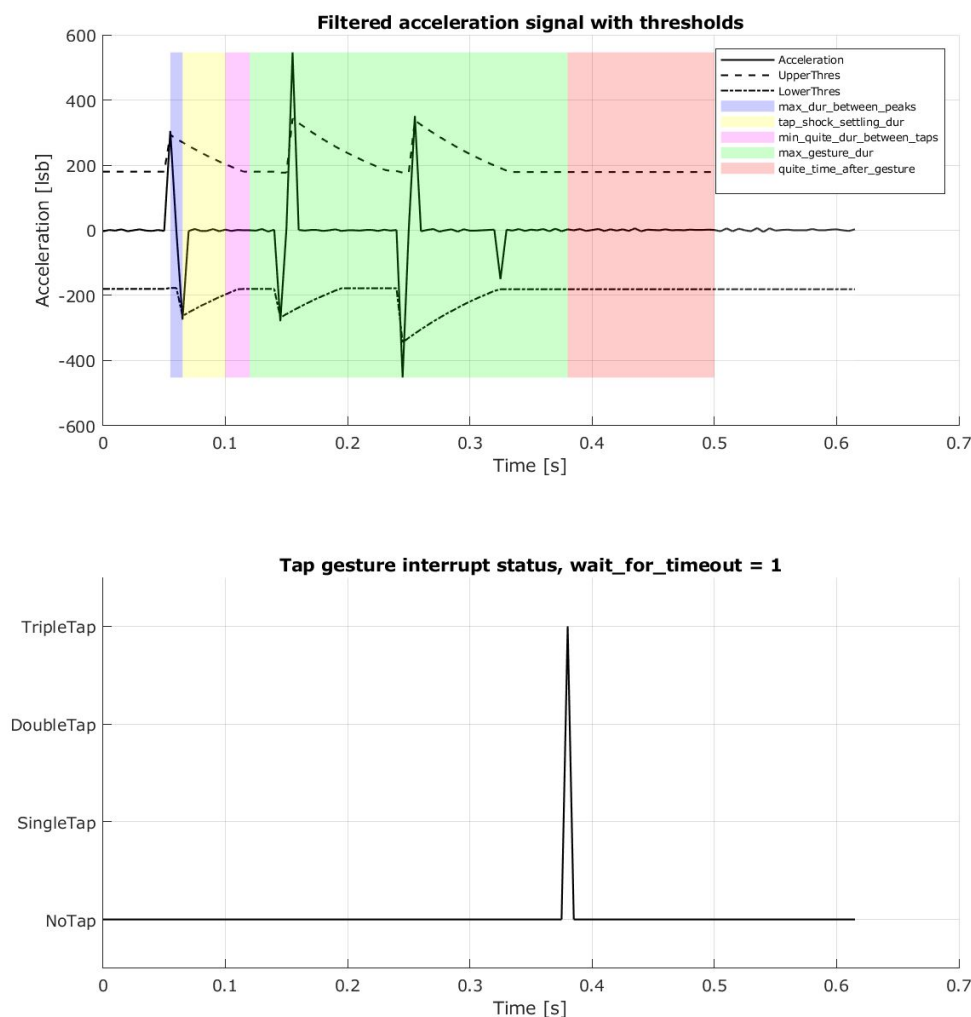 Filtered acceleration signal with thresholds
600
400
200
0
-200
-400
-600
Acceleration [lsb]
Acceleration
UpperThres
LowerThres
max_dur_between_peaks
tap_shock_settling_dur
min_quite_dur_between_taps
max_gesture_dur
quite_time_after_gesture
0 0.1 0.2 0.3 0.4 0.5 0.6 0.7
Time [s]
Tap gesture interrupt status, wait_for_timeout = 1
TripleTap
DoubleTap
SingleTap
NoTap
0 0.1 0.2 0.3 0.4 0.5 0.6 0.7
Time [s]